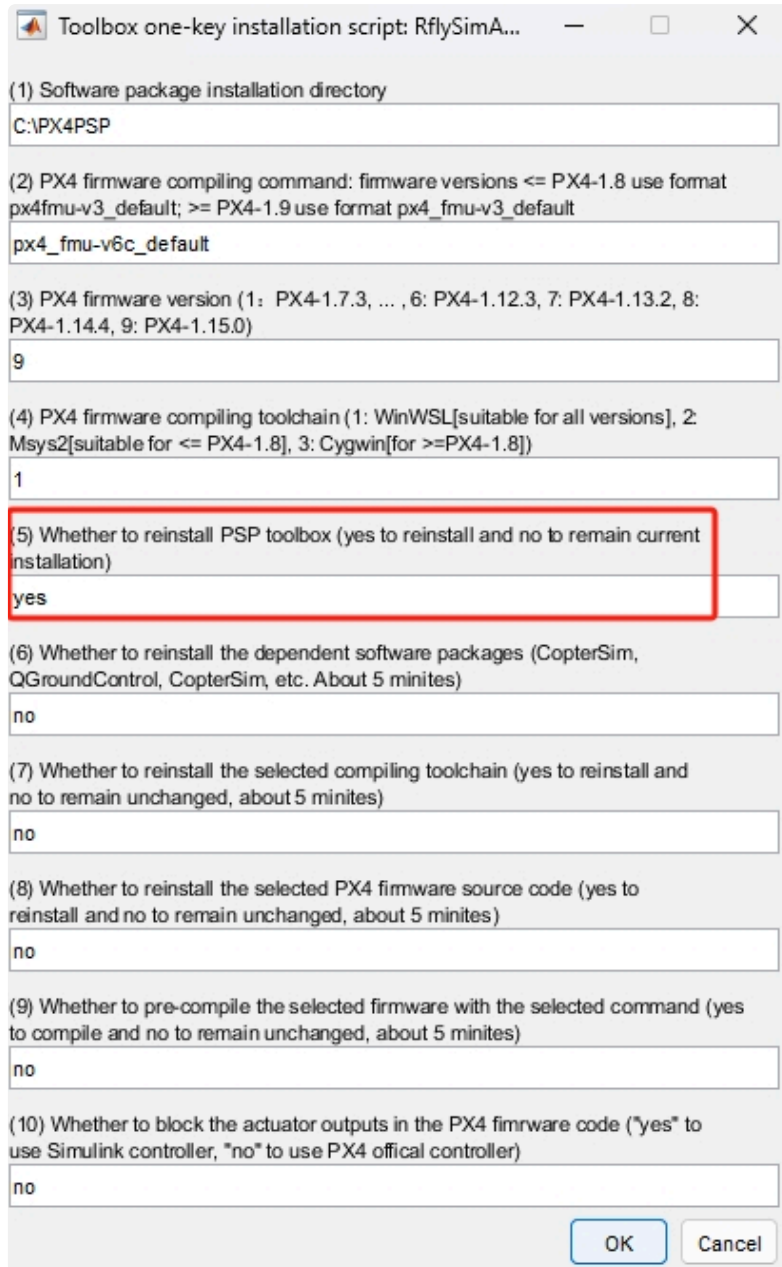 Toolbox one-key installation script: RflySimA...
(1) Software package installation directory
C:\PX4PSP
(2) PX4 firmware compiling command: firmware versions <= PX4-1.8 use format
px4fmu-v3_default; >= PX4-1.9 use format px4_fmu-v3_default
px4_fmu-v6c_default
(3) PX4 firmware version (1：PX4-1.7.3, ... , 6: PX4-1.12.3, 7: PX4-1.13.2, 8:
PX4-1.14.4, 9: PX4-1.15.0)
9
(4) PX4 firmware compiling toolchain (1: WinWSL[suitable for all versions], 2:
Msys2[suitable for <= PX4-1.8], 3: Cygwin[for >=PX4-1.8])
1
(5) Whether to reinstall PSP toolbox (yes to reinstall and no to remain current
installation)
yes
(6) Whether to reinstall the dependent software packages (CopterSim,
QGroundControl, CopterSim, etc. About 5 minites)
no
(7) Whether to reinstall the selected compiling toolchain (yes to reinstall and
no to remain unchanged, about 5 minites)
no
(8) Whether to reinstall the selected PX4 firmware source code (yes to
reinstall and no to remain unchanged, about 5 minites)
no
(9) Whether to pre-compile the selected firmware with the selected command (yes
to compile and no to remain unchanged, about 5 minites)
no
(10) Whether to block the actuator outputs in the PX4 fimrware code ("yes" to
use Simulink controller, "no" to use PX4 offical controller)
no
OK Cancel